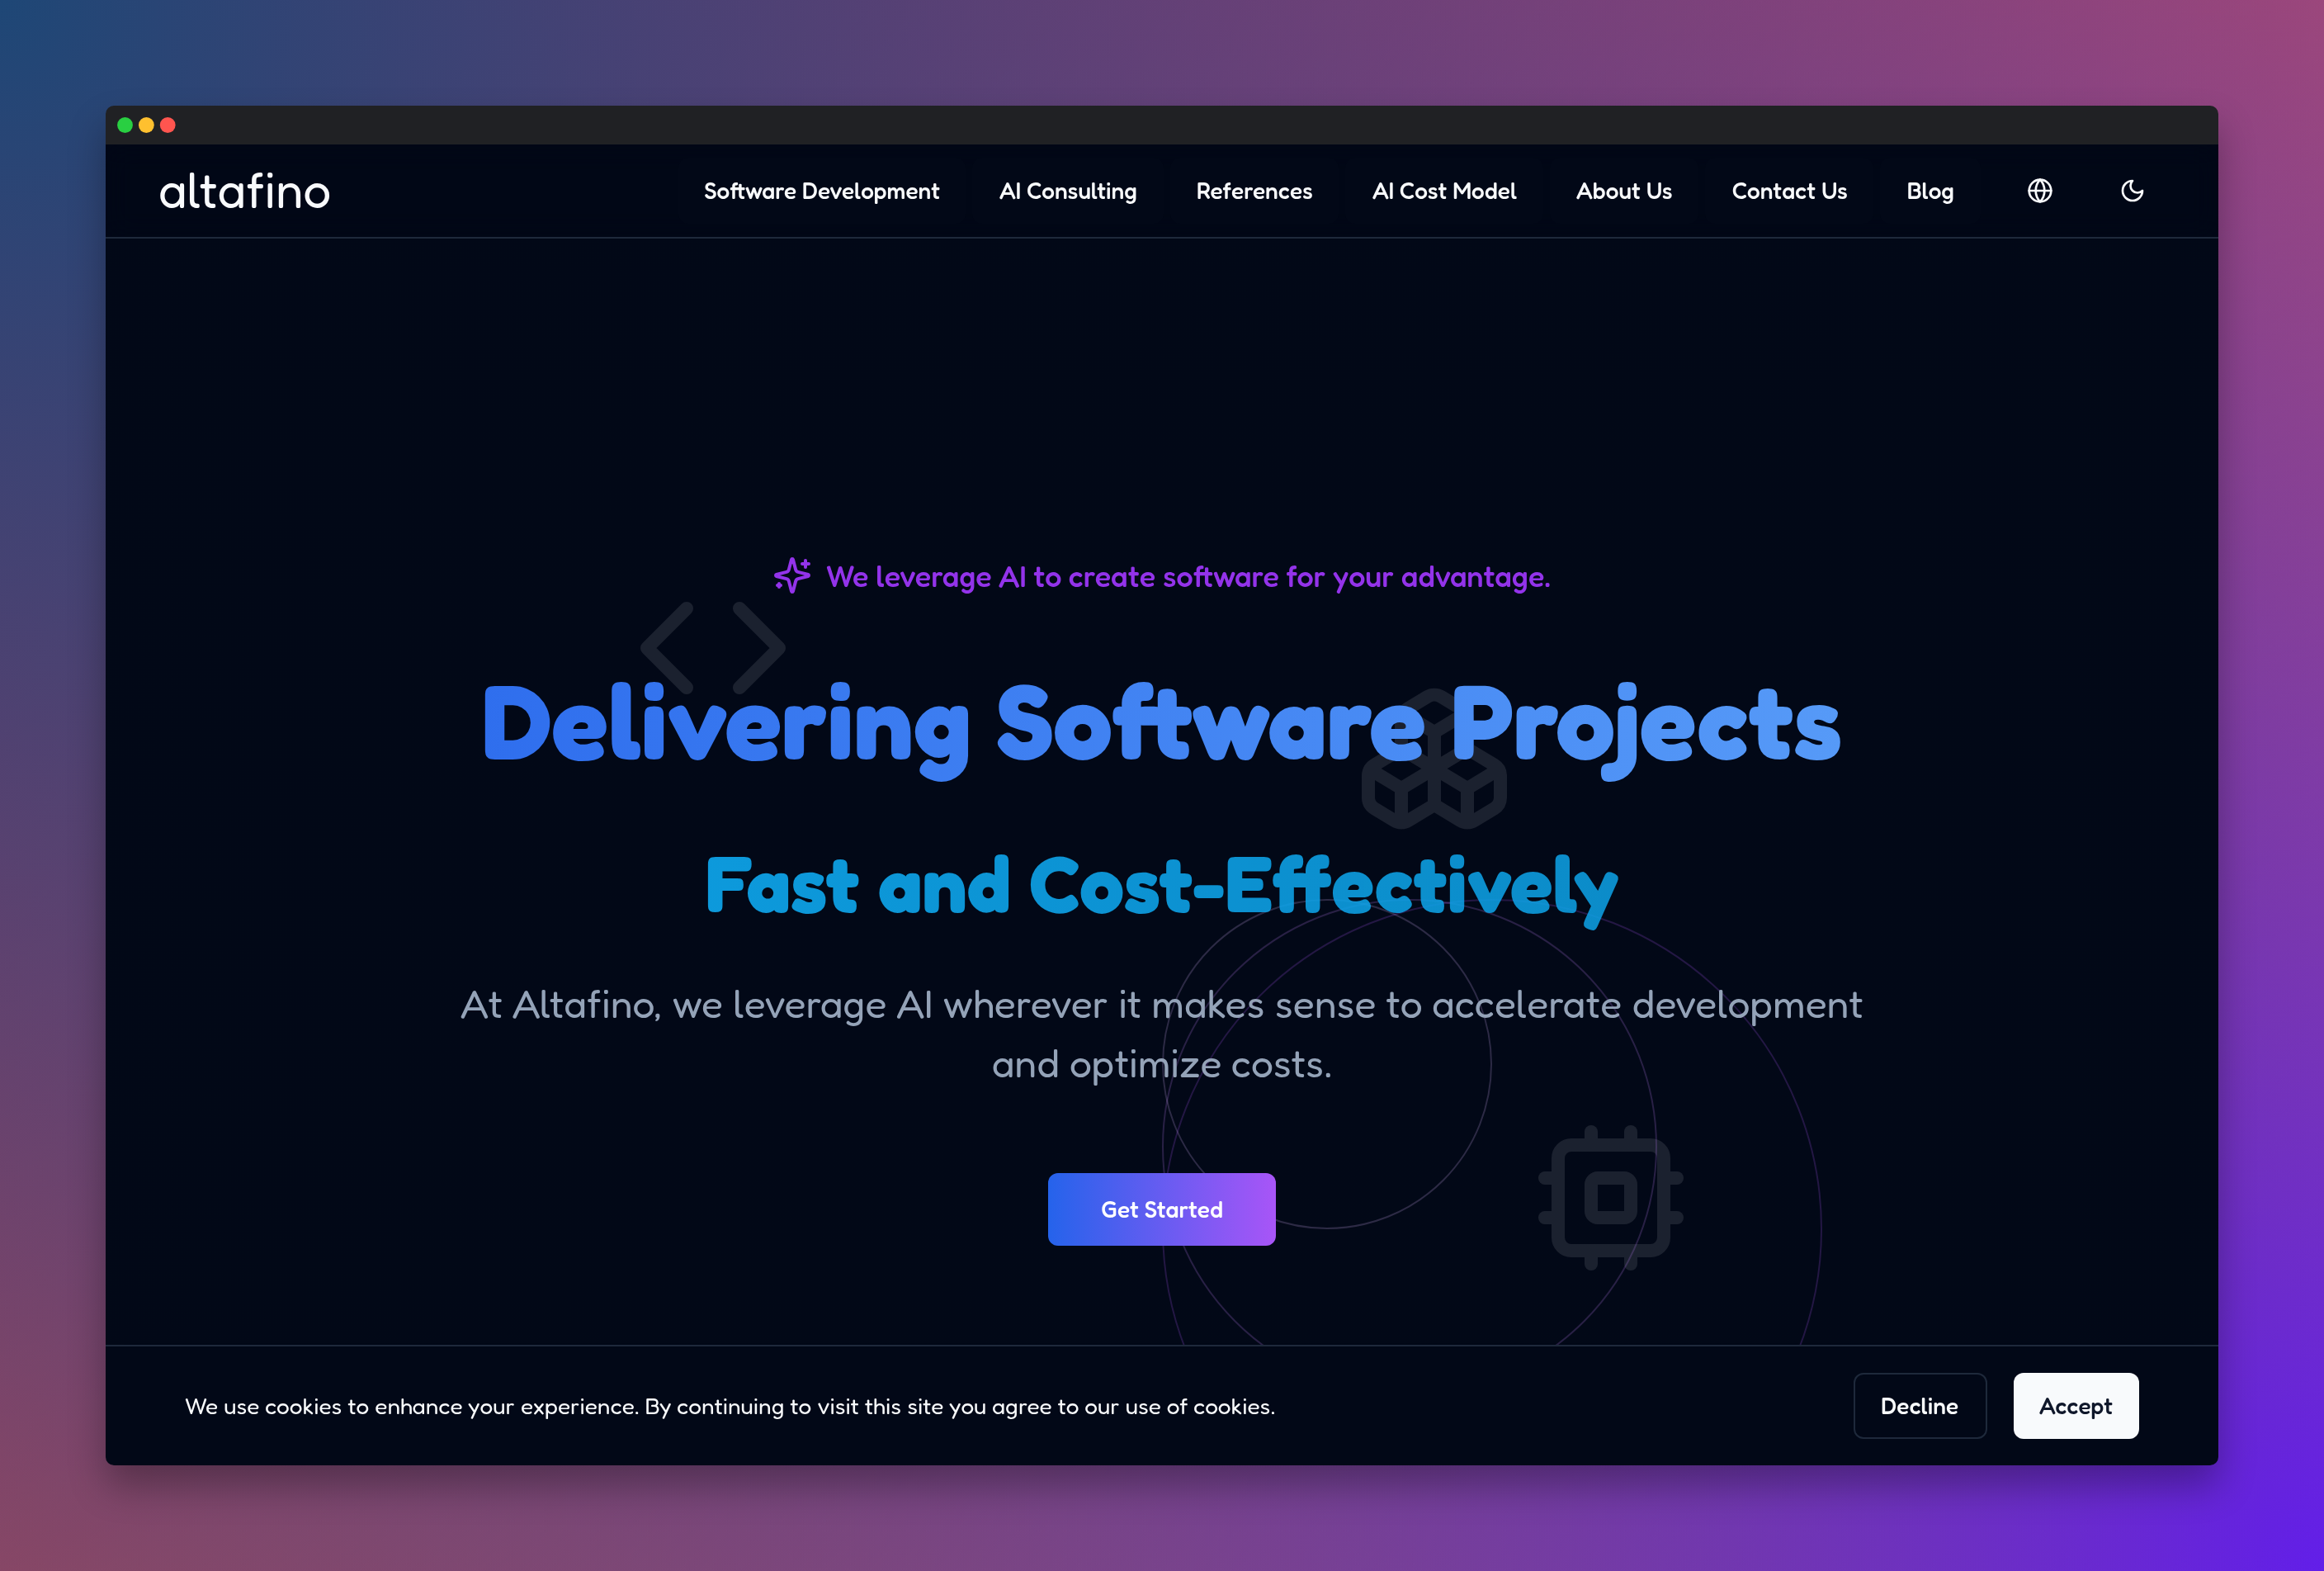 altafino
Software Development
AI Consulting
References
AI Cost Model
About Us
Contact Us
Blog
We leverage AI to create software for your advantage.
Delivering Software Projects
Fast and Cost-Effectively
At Altafino, we leverage AI wherever it makes sense to accelerate development
and optimize costs.
Get Started
We use cookies to enhance your experience. By continuing to visit this site you agree to our use of cookies.
Decline
Accept